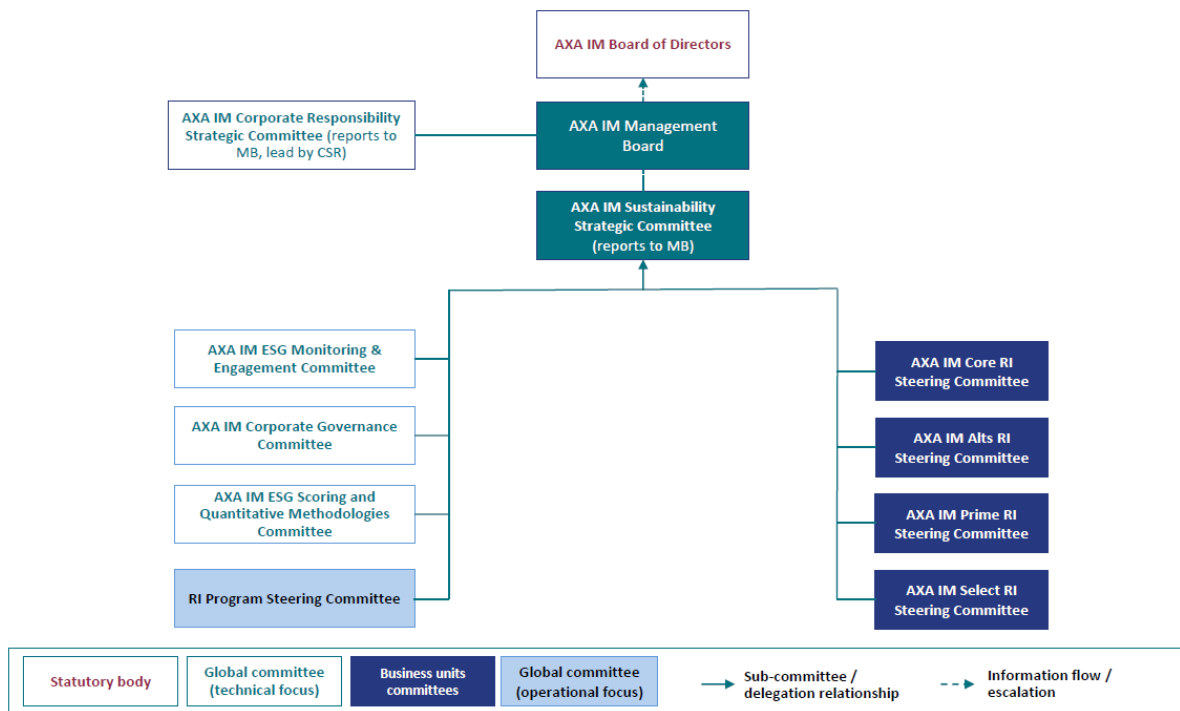 AXA IM Board of Directors
AXA IM Corporate Responsibility
Strategic Committee (reports to
MB, lead by CSR)
AXA IM Management
Board
AXA IM Sustainability
Strategic Committee
(reports to MB)
AXA IM ESG Monitoring &
Engagement Committee
AXA IM Corporate Governance
Committee
AXA IM ESG Scoring and
Quantitative Methodologies
Committee
RI Program Steering Committee
AXA IM Core RI
Steering Committee
AXA IM Alts RI
Steering Committee
AXA IM Prime RI
Steering Committee
AXA IM Select RI
Steering Committee
Statutory body
Global committee
(technical focus)
Business units
committees
Global committee
(operational focus)
Sub-committee /
delegation relationship
Information flow /
escalation